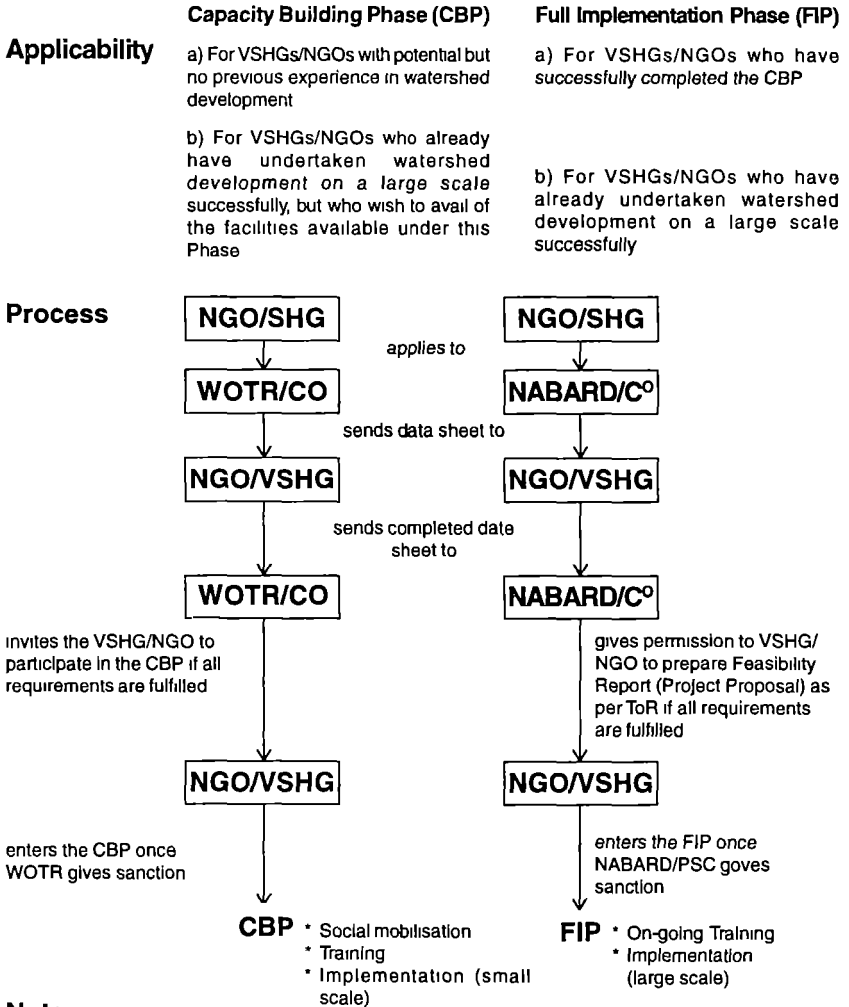 Capacity Building Phase (CBP)
Full Implementation Phase (FIP)
Applicability
a) For VSHGs/NGOs with potential but
no previous experience in watershed
development
b) For VSHGs/NGOs who already
have undertaken watershed
development on a large scale
successfully, but who wish to avail of
the facilities available under this
Phase
a) For VSHGs/NGOs who have
successfully completed the CBP
b) For VSHGs/NGOs who have
already undertaken watershed
development on a large scale
successfully
Process
NGO/SHG
NGO/SHG
applies to
WOTR/CO
NABARD/CO
sends data sheet to
NGO/VSHG
NGO/VSHG
sends completed date
sheet to
WOTR/CO
NABARD/CO
invites the VSHG/NGO to
participate in the CBP if all
requirements are fulfilled
gives permission to VSHG/
NGO to prepare Feasibility
Report (Project Proposal) as
per ToR if all requirements
are fulfilled
NGO/VSHG
NGO/VSHG
enters the CBP once
WOTR gives sanction
enters the FIP once
NABARD/PSC goves
sanction
CBP * Social mobilisation
* Training
* Implementation (small
scale)
FIP * On-going Training
* Implementation
(large scale)